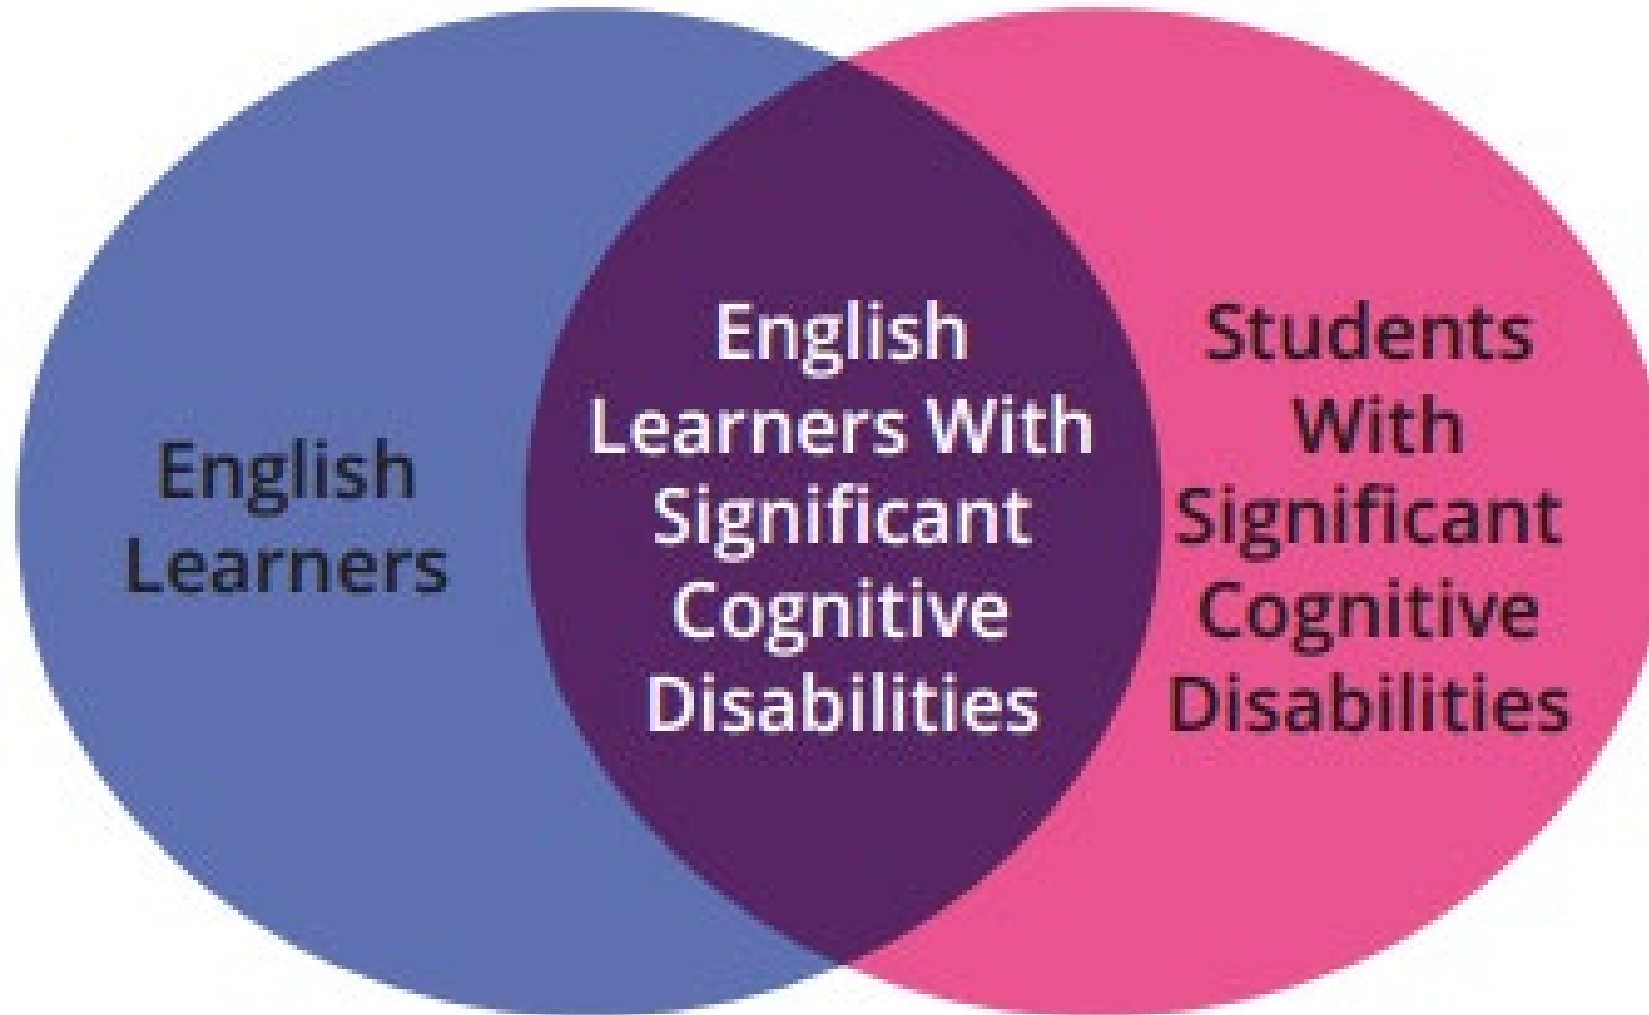 English
Learners
English
Learners With
Significant
Cognitive
Disabilities
Students
With
Significant
Cognitive
Disabilities